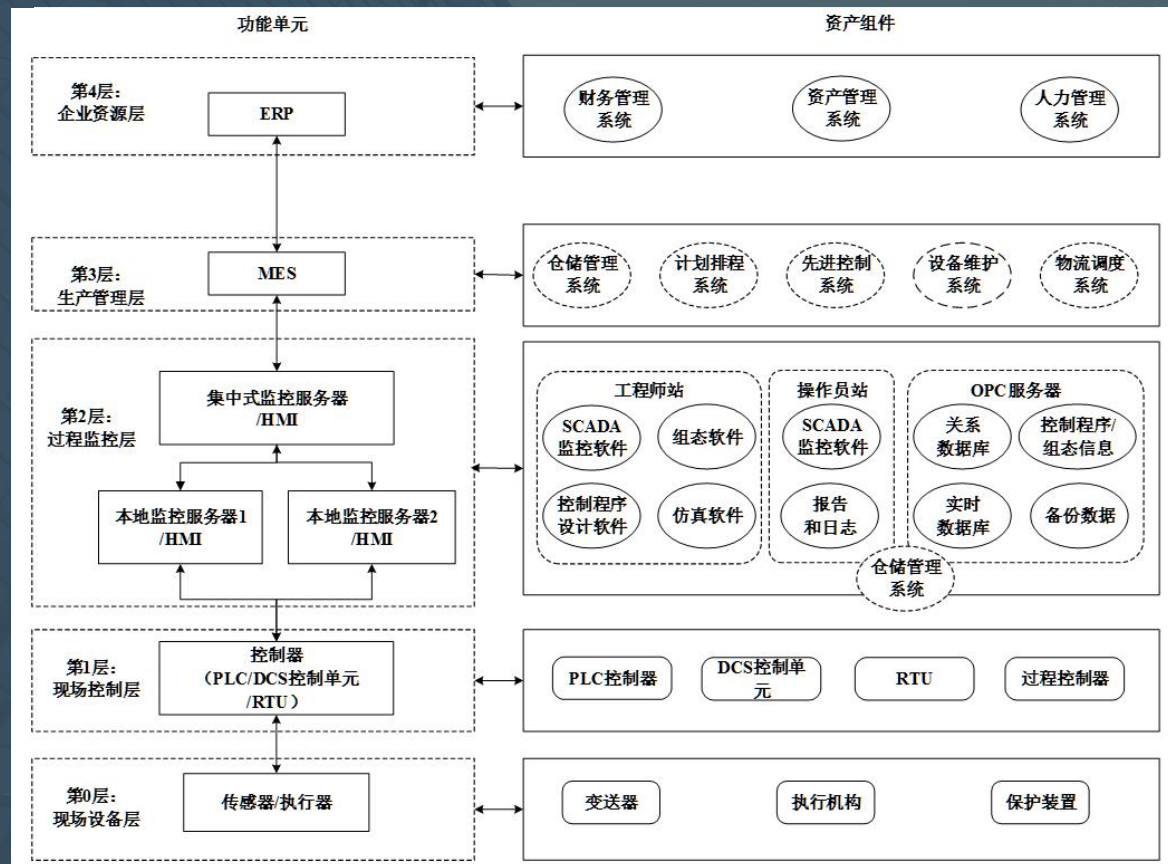 功能单元
资产组件
第4层：
企业资源层
ERP
财务管理
系统
资产管理
系统
人力管理
系统
第3层：
生产管理层
MES
仓储管理
系统
计划排程
系统
先进控制
系统
设备维护
系统
物流调度
系统
第2层：
过程监控层
集中式监控服务器
/HMI
本地监控服务器1
/HMI
本地监控服务器2
/HMI
工程师站
SCADA
监控软件
组态软件
控制程序
设计软件
仿真软件
操作员站
SCADA
监控软件
报告
和日志
OPC服务器
关系
数据库
控制程序/
组态信息
实时
数据库
备份数据
仓储管理
系统
第1层：
现场控制层
控制器
（PLC/DCS控制单元
/RTU）
PLC控制器
DCS控制单
元
RTU
过程控制器
第0层：
现场设备层
传感器/执行器
变送器
执行机构
保护装置